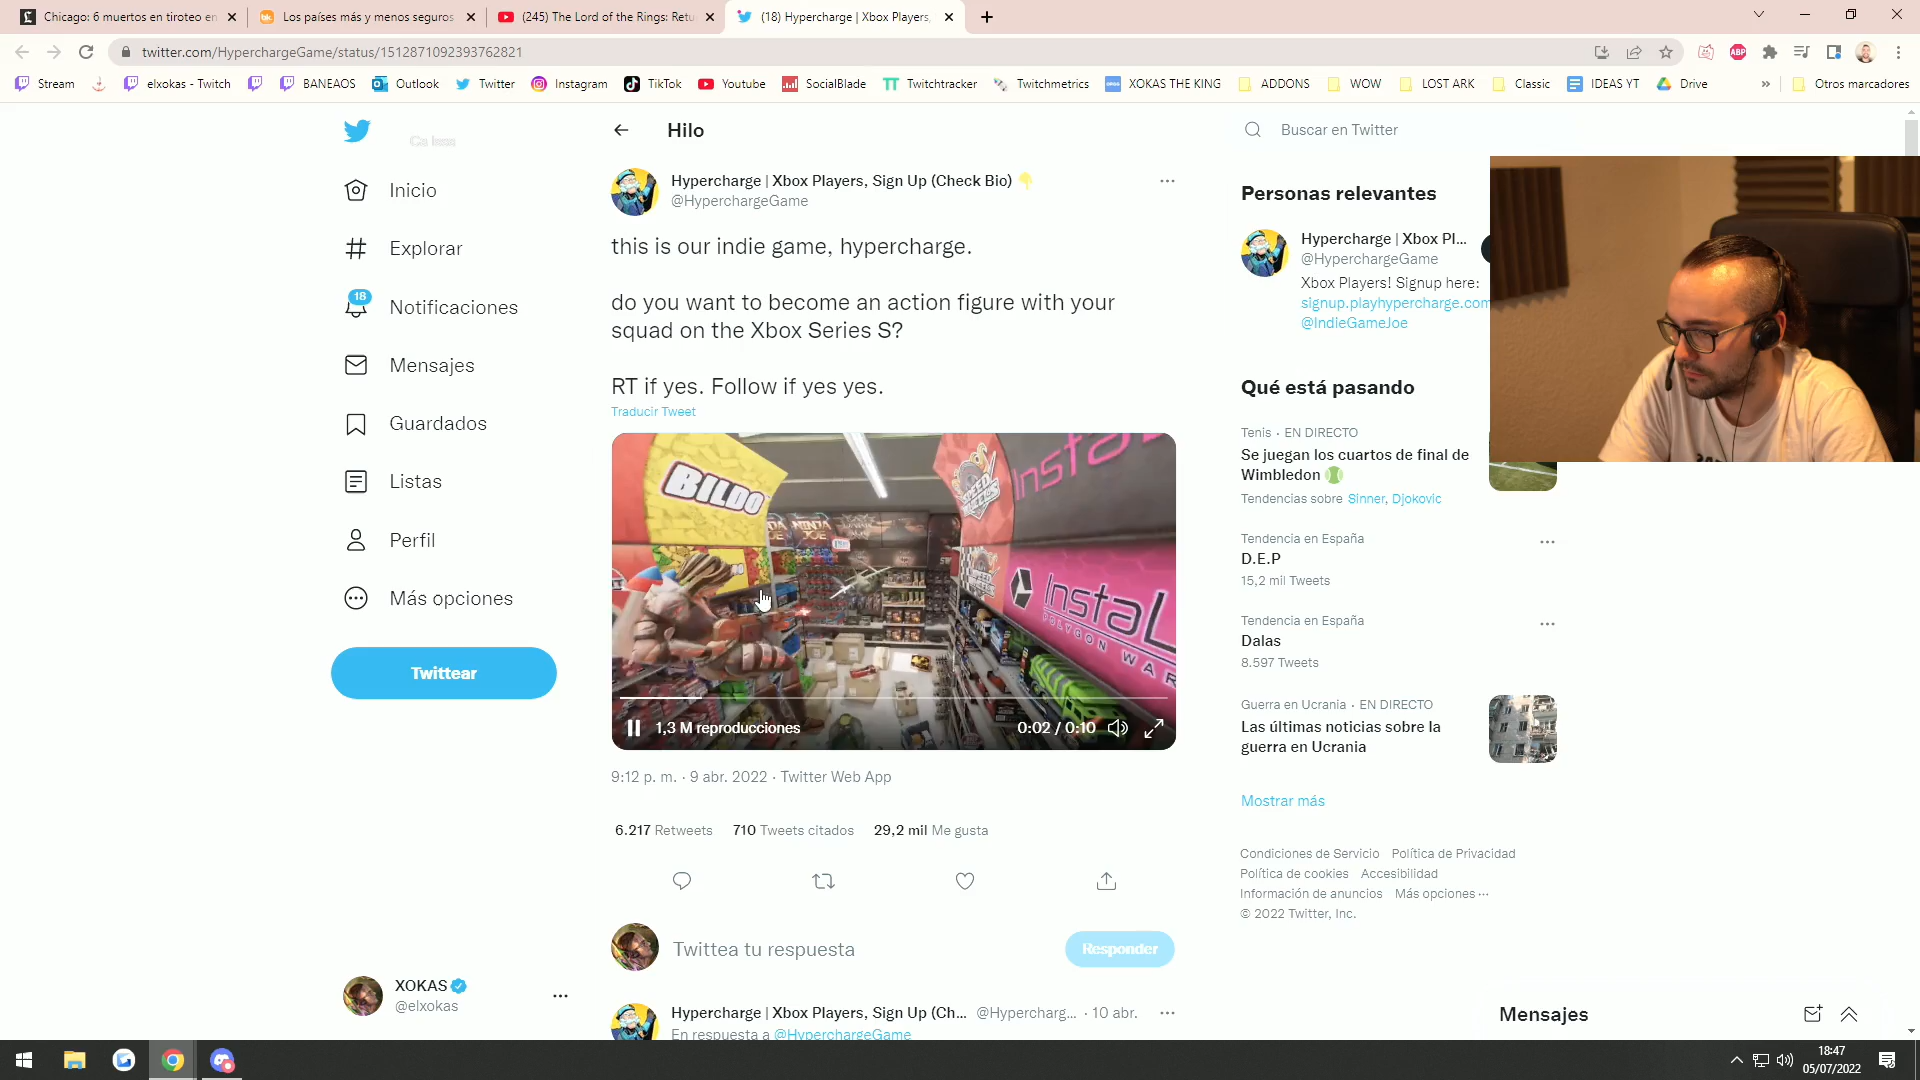 Chicago: 6 muertos en tiroteo en
Los países más y menos seguros
(245) The Lord of the Rings: Retu
(18) Hypercharge | Xbox Players,
twitter.com/HyperchargeGame/status/1512871092393762821
ABP
Stream
elxokas - Twitch
BANEAOS
Outlook
Twitter
Instagram
TikTok
Youtube
SocialBlade
Twitchtracker
Twitchmetrics
XOKAS THE KING
ADDONS
WOW
LOST ARK
Classic
IDEAS YT
Drive
Otros marcadores
Inicio
Explorar
18
Notificaciones
Mensajes
Guardados
Listas
Perfil
Más opciones
Twittear
XOKAS
@elxokas
Hilo
Hypercharge | Xbox Players, Sign Up (Check Bio)
@HyperchargeGame
this is our indie game, hypercharge.
do you want to become an action figure with your
squad on the Xbox Series S?
RT if yes. Follow if yes yes.
Traducir Tweet
BILDO
NINJA
JOE
SPEED
InstaL
InstaL
POLYGON WAR
1,3 M reproducciones
0:02 / 0:10
9:12 p. m. · 9 abr. 2022 · Twitter Web App
6.217 Retweets 710 Tweets citados 29,2 mil Me gusta
Twittea tu respuesta
Responder
Hypercharge | Xbox Players, Sign Up (Ch... @Hypercharg... · 10 abr.
En respuesta a @HyperchargeGame
Buscar en Twitter
Personas relevantes
Hypercharge | Xbox Pl...
@HyperchargeGame
Xbox Players! Signup here:
signup.playhypercharge.com
@IndieGameJoe
Qué está pasando
Tenis · EN DIRECTO
Se juegan los cuartos de final de
Wimbledon
Tendencias sobre Sinner, Djokovic
Tendencia en España
D.E.P
15,2 mil Tweets
Tendencia en España
Dalas
8.597 Tweets
Guerra en Ucrania · EN DIRECTO
Las últimas noticias sobre la
guerra en Ucrania
Mostrar más
Condiciones de Servicio Política de Privacidad
Política de cookies Accesibilidad
Información de anuncios Más opciones ···
© 2022 Twitter, Inc.
Mensajes
18:47
05/07/2022